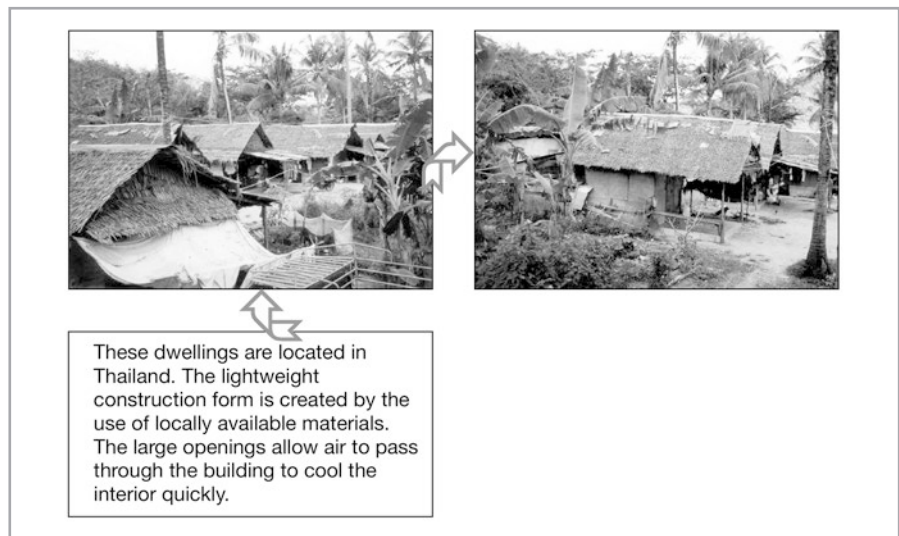 These dwellings are located in
Thailand. The lightweight
construction form is created by the
use of locally available materials.
The large openings allow air to pass
through the building to cool the
interior quickly.